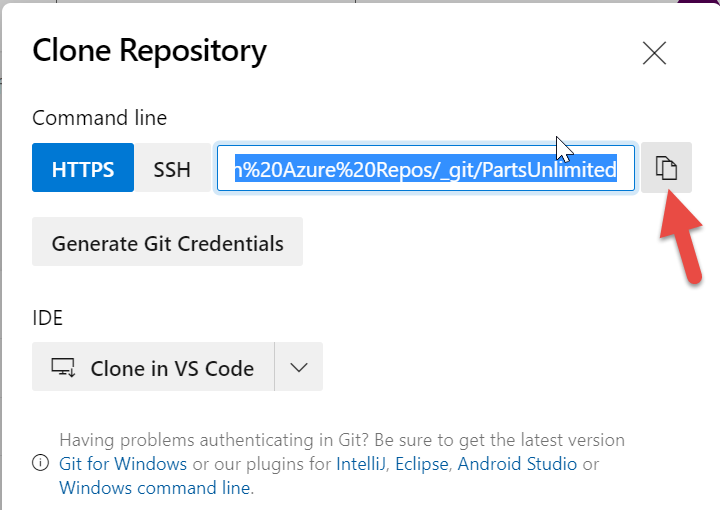 Clone Repository
Command line
HTTPS SSH n%20Azure%20Repos/_git/PartsUnlimited
Generate Git Credentials
IDE
Clone in VS Code
Having problems authenticating in Git? Be sure to get the latest version
Git for Windows or our plugins for IntelliJ, Eclipse, Android Studio or
Windows command line.